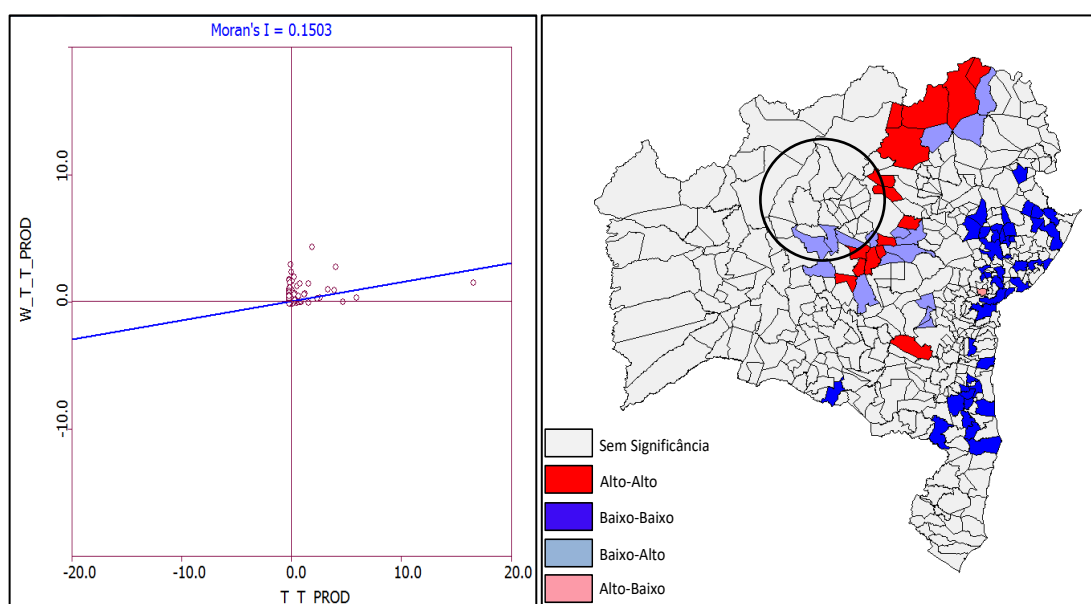 Moran's I = 0.1503
W_T_T_PROD
10.0
0.0
-10.0
-20.0 -10.0 0.0 10.0 20.0
T_T_PROD
Sem Significância
Alto-Alto
Baixo-Baixo
Baixo-Alto
Alto-Baixo